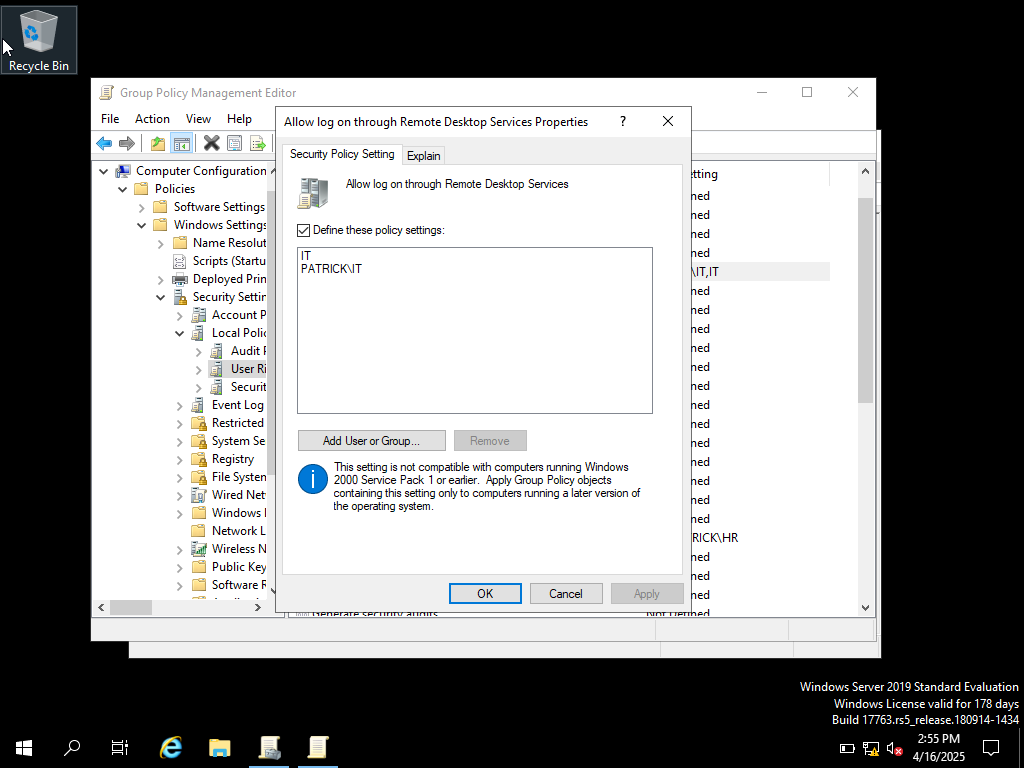 Recycle Bin
Group Policy Management Editor
File Action View Help
Allow log on through Remote Desktop Services Properties ?
Security Policy Setting Explain
Allow log on through Remote Desktop Services
Define these policy settings:
IT
PATRICK\IT
Add User or Group... Remove
This setting is not compatible with computers running Windows
2000 Service Pack 1 or earlier. Apply Group Policy objects
containing this setting only to computers running a later version of
the operating system.
OK Cancel Apply
Computer Configuration
Policies
Software Settings
Windows Settings
Name Resolut
Scripts (Startu
Deployed Prin
Security Settin
Account P
Local Polic
Audit P
User Ri
Securit
Event Log
Restricted
System Se
Registry
File System
Wired Net
Windows
Network L
Wireless N
Public Key
Software R
etting
ned
ned
ned
ned
\IT,IT
ned
ned
ned
ned
ned
ned
ned
ned
ned
ned
ned
ned
ned
RICK\HR
ned
ned
ned
Generate security audits Not Defined
Windows Server 2019 Standard Evaluation
Windows License valid for 178 days
Build 17763.rs5_release.180914-1434
2:55 PM
4/16/2025